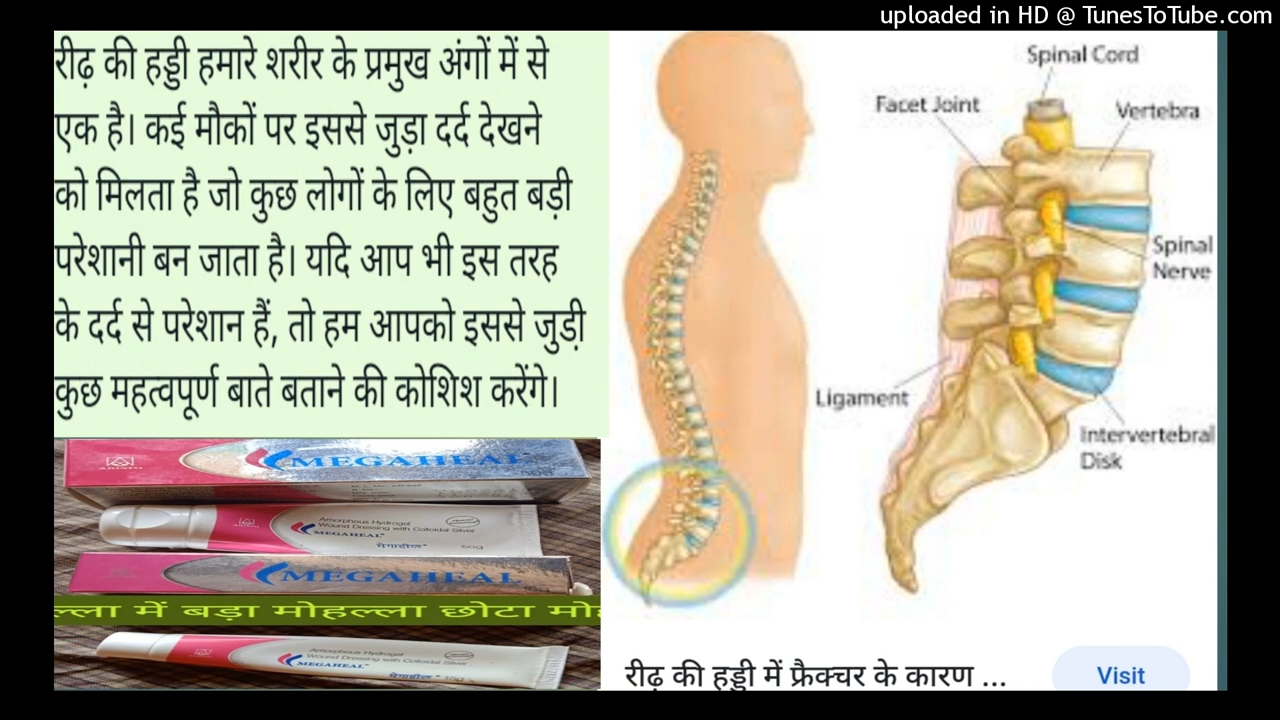 uploaded in HD @ TunesToTube.com
रीढ़ की हड्डी हमारे शरीर के प्रमुख अंगों में से
एक है। कई मौकों पर इससे जुड़ा दर्द देखने
को मिलता है जो कुछ लोगों के लिए बहुत बड़ी
परेशानी बन जाता है। यदि आप भी इस तरह
के दर्द से परेशान हैं, तो हम आपको इससे जुड़ी
कुछ महत्वपूर्ण बाते बताने की कोशिश करेंगे।
ARISTO
MEGAHEAL
Amorphous Hydrogel
Wound Dressing with Colloidal Silver
MEGAHEAL
मेगाहील
50g
MEGAHEAL
ल्ला में बड़ा मोहल्ला छोटा मो
Amorphous Hydrogel
Wound Dressing with Colloidal Silver
MEGAHEAL
मेगाहील
Spinal Cord
Facet Joint
Vertebra
Spinal
Nerve
Ligament
Intervertebral
Disk
रीढ़ की हड्डी में फ्रैक्चर के कारण ...
Visit